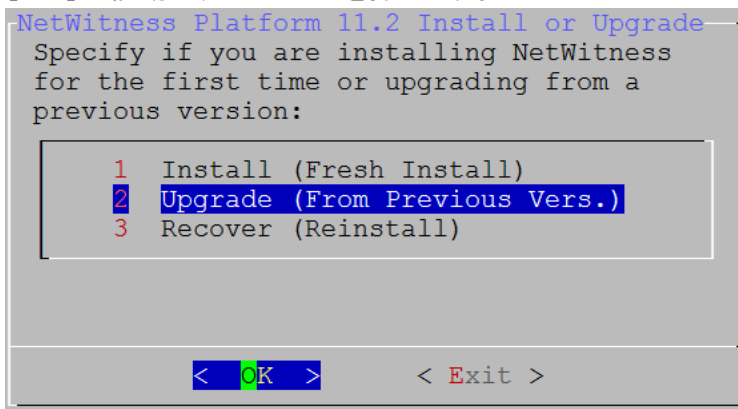 NetWitness Platform 11.2 Install or Upgrade
Specify if you are installing NetWitness
for the first time or upgrading from a
previous version:
1 Install (Fresh Install)
2 Upgrade (From Previous Vers.)
3 Recover (Reinstall)
< OK > < Exit >